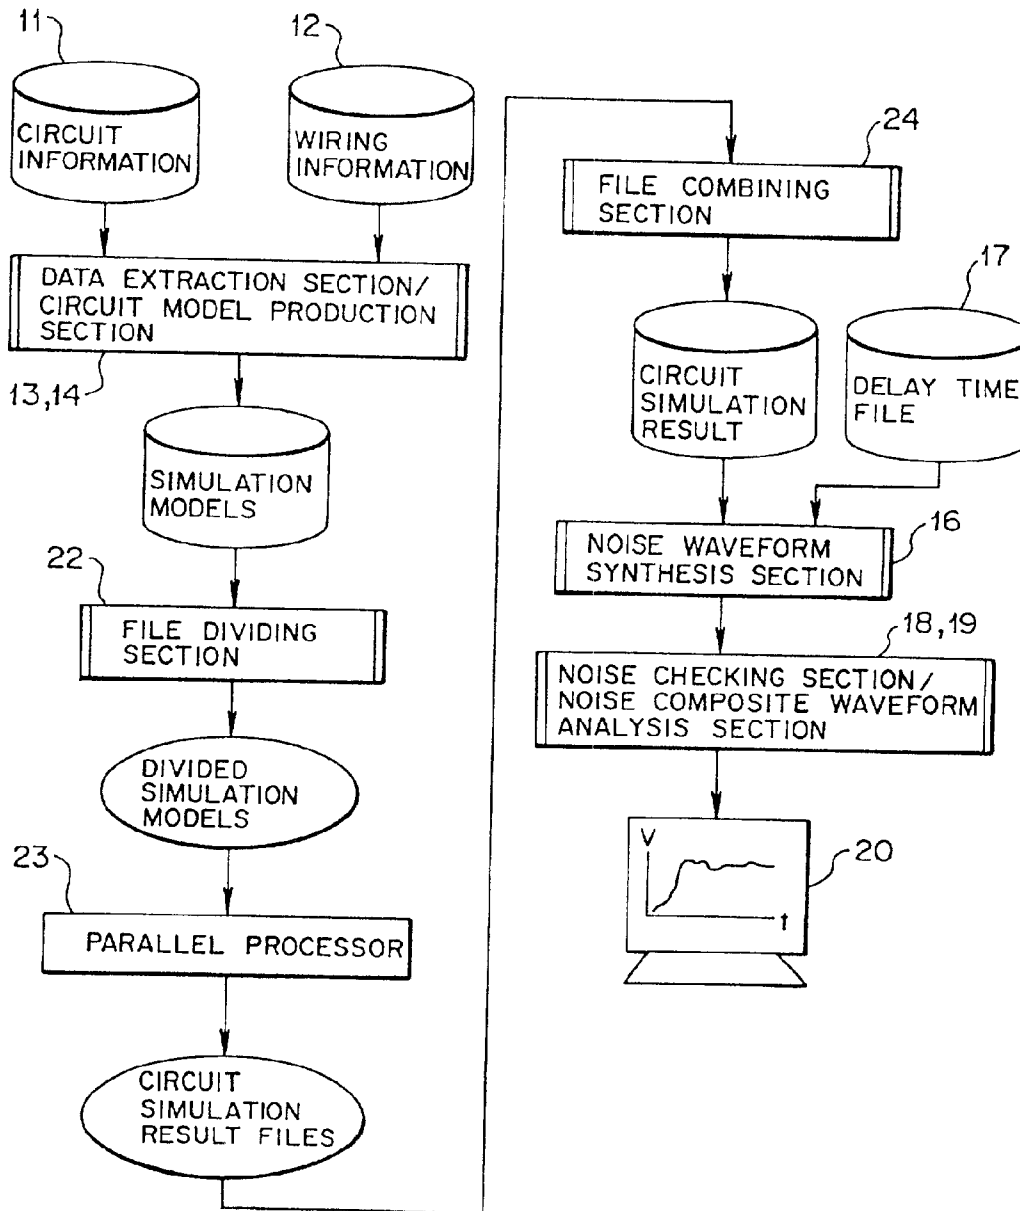 11
CIRCUIT
INFORMATION
12
WIRING
INFORMATION
DATA EXTRACTION SECTION/
CIRCUIT MODEL PRODUCTION
SECTION
13,14
SIMULATION
MODELS
22
FILE DIVIDING
SECTION
DIVIDED
SIMULATION
MODELS
23
PARALLEL PROCESSOR
CIRCUIT
SIMULATION
RESULT FILES
24
FILE COMBINING
SECTION
CIRCUIT
SIMULATION
RESULT
17
DELAY TIME
FILE
16
NOISE WAVEFORM
SYNTHESIS SECTION
18,19
NOISE CHECKING SECTION/
NOISE COMPOSITE WAVEFORM
ANALYSIS SECTION
V
t
20